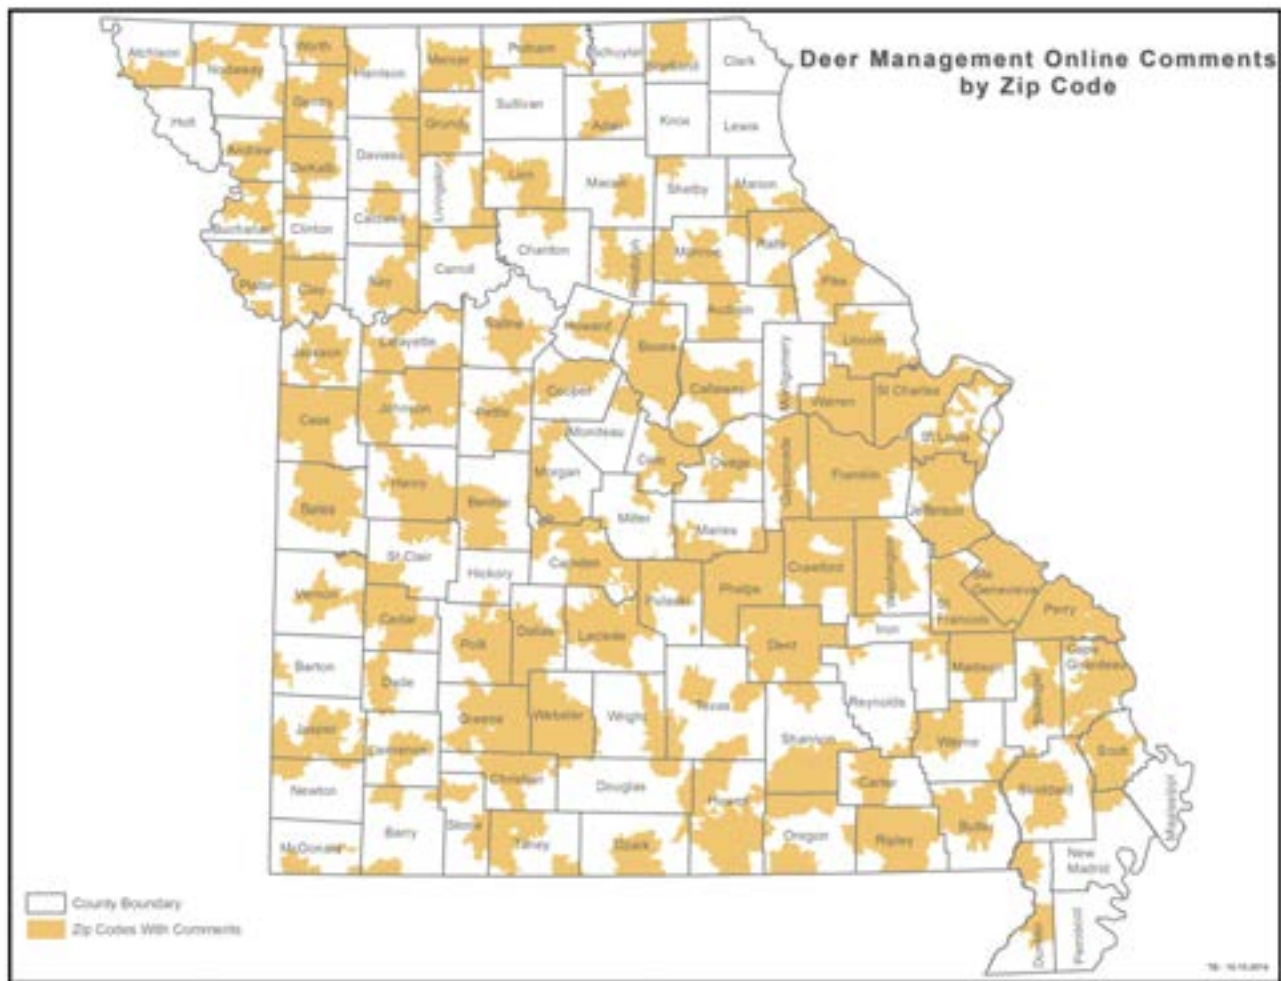 Deer Management Online Comments
by Zip Code
Atchison
Nodaway
Worth
Harrison
Mercer
Putnam
Schuyler
Scotland
Clark
Holt
Gentry
Grundy
Sullivan
Adair
Knox
Lewis
Andrew
DeKalb
Daviess
Livingston
Linn
Macon
Shelby
Marion
Buchanan
Clinton
Caldwell
Carroll
Chariton
Randolph
Monroe
Ralls
Platte
Clay
Ray
Pike
Audrain
Jackson
Lafayette
Saline
Howard
Boone
Callaway
Montgomery
Lincoln
Warren
St Charles
St Louis
Cass
Johnson
Pettis
Cooper
Moniteau
Cole
Osage
Gasconade
Franklin
Jefferson
Bates
Henry
Benton
Morgan
Miller
Maries
St Clair
Hickory
Camden
Pulaski
Phelps
Crawford
Washington
Ste
Genevieve
St
Francois
Perry
Vernon
Cedar
Polk
Dallas
Laclede
Dent
Iron
Madison
Cape
Girardeau
Barton
Dade
Greene
Webster
Wright
Texas
Shannon
Reynolds
Wayne
Scott
Jasper
Newton
Christian
Douglas
Howell
Carter
Stoddard
Mississippi
McDonald
Barry
Stone
Taney
Ozark
Oregon
Ripley
Butler
New
Madrid
Dunklin
Pemiscot
County Boundary
Zip Codes With Comments